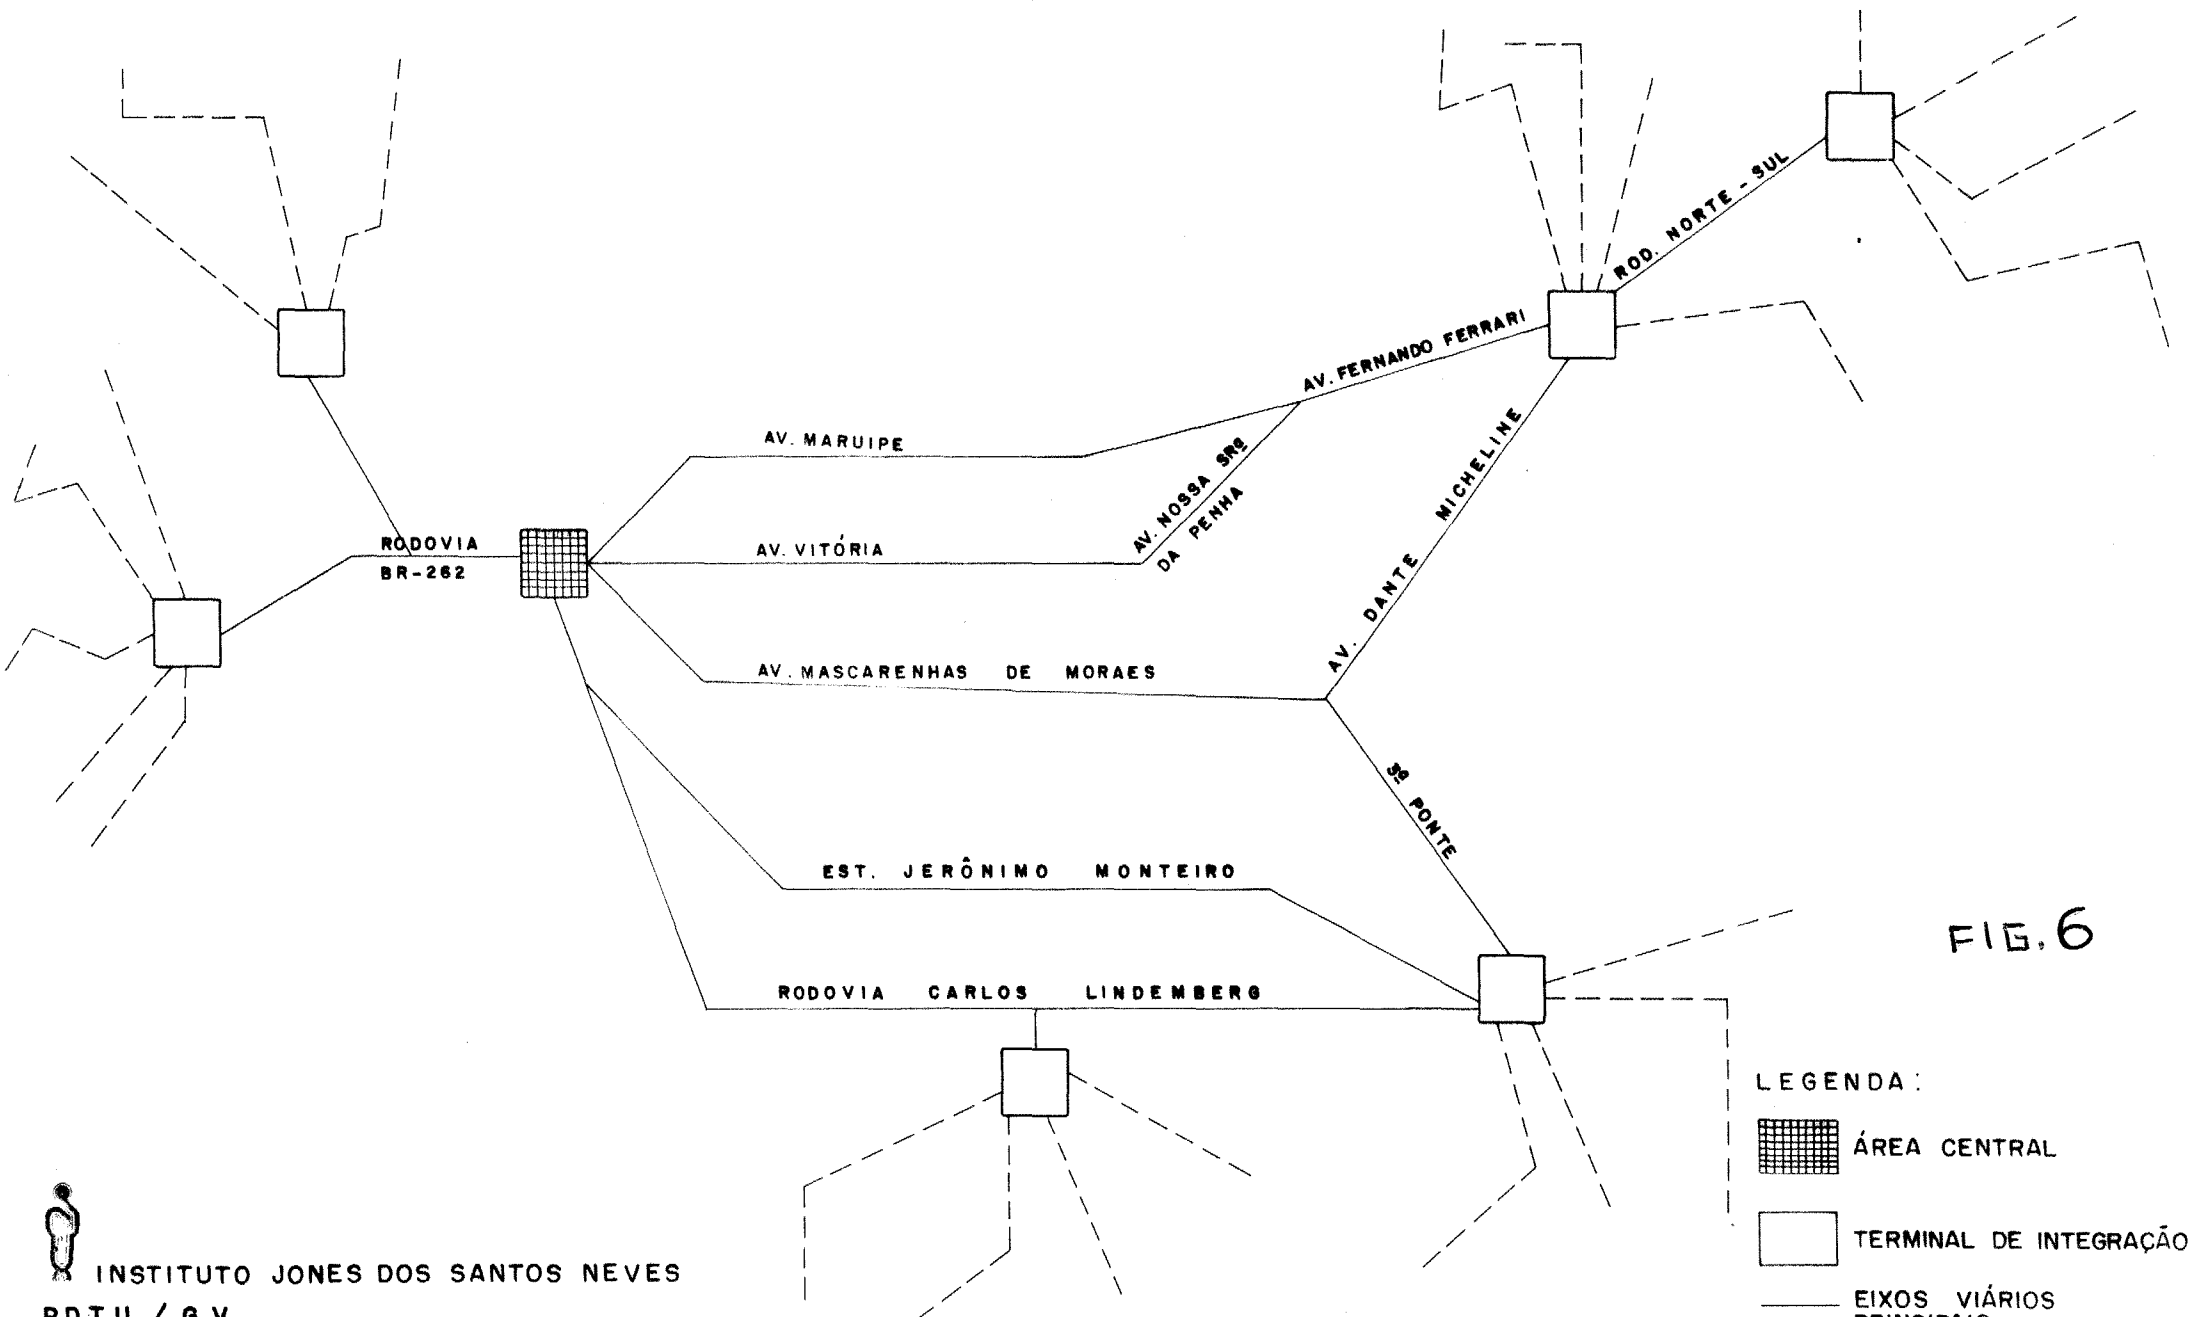 ROD. NORTE - SUL
AV. FERNANDO FERRARI
AV. MARUIPE
AV. NOSSA SRª
DA PENHA
AV. DANTE MICHELINE
RODOVIA
BR-262
AV. VITÓRIA
AV. MASCARENHAS DE MORAES
3ª PONTE
EST. JERÔNIMO MONTEIRO
RODOVIA CARLOS LINDEMBERG
FIG. 6
LEGENDA:
ÁREA CENTRAL
TERMINAL DE INTEGRAÇÃO
EIXOS VIÁRIOS
INSTITUTO JONES DOS SANTOS NEVES